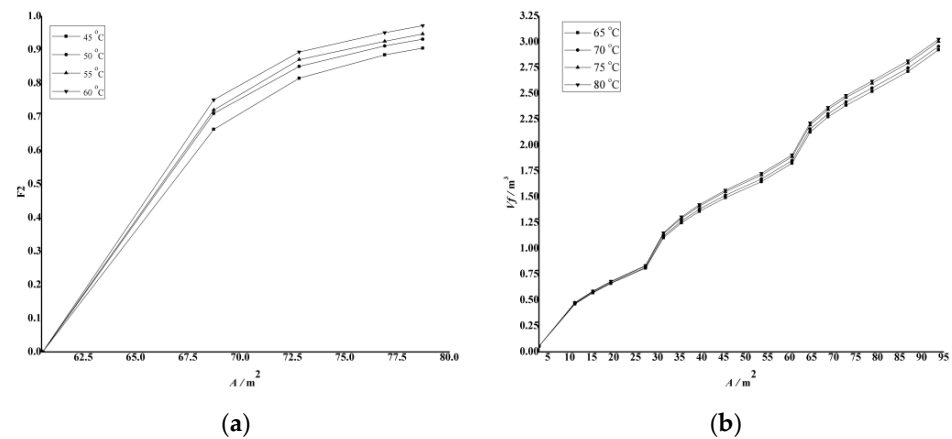 45 °C
50 °C
55 °C
60 °C
1.0
0.9
0.8
0.7
0.6
0.5
0.4
0.3
0.2
0.1
0.0
F2
62.5 65.0 67.5 70.0 72.5 75.0 77.5 80.0
A / m²
(a)
65 °C
70 °C
75 °C
80 °C
3.25
3.00
2.75
2.50
2.25
2.00
1.75
1.50
1.25
1.00
0.75
0.50
0.25
0.00
Vf / m³
5 10 15 20 25 30 35 40 45 50 55 60 65 70 75 80 85 90 95
A / m²
(b)